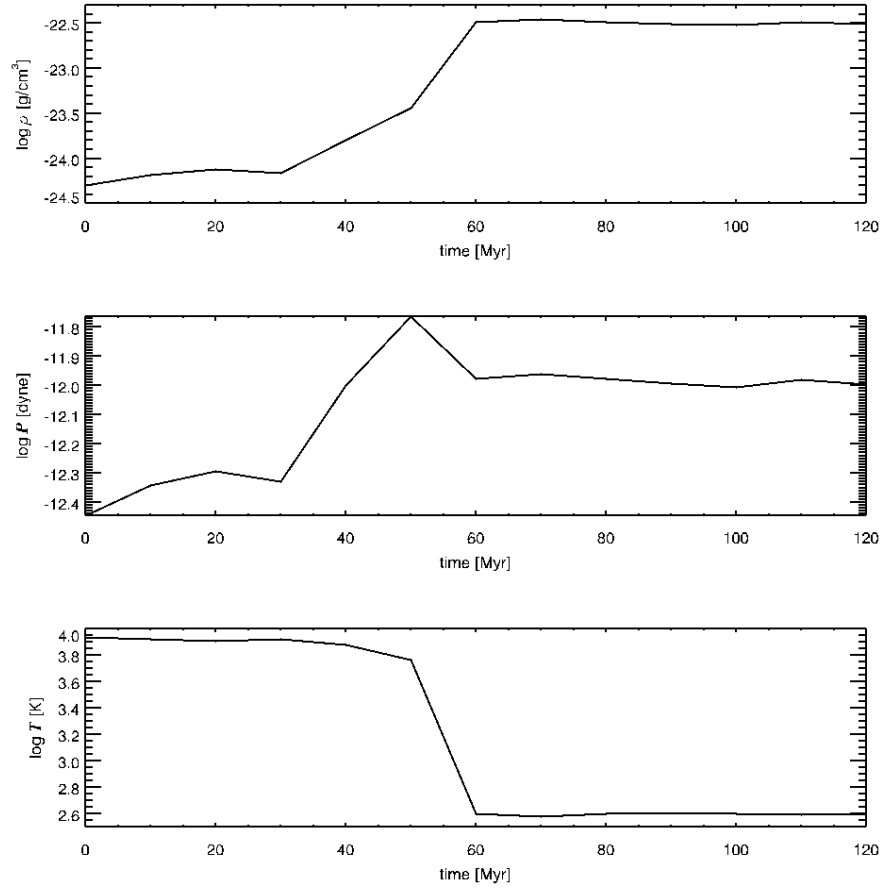 log ρ [g/cm³]
-22.5
-23.0
-23.5
-24.0
-24.5
0 20 40 60 80 100 120
time [Myr]
log P [dyne]
-11.8
-11.9
-12.0
-12.1
-12.2
-12.3
-12.4
0 20 40 60 80 100 120
time [Myr]
log T [K]
4.0
3.8
3.6
3.4
3.2
3.0
2.8
2.6
0 20 40 60 80 100 120
time [Myr]